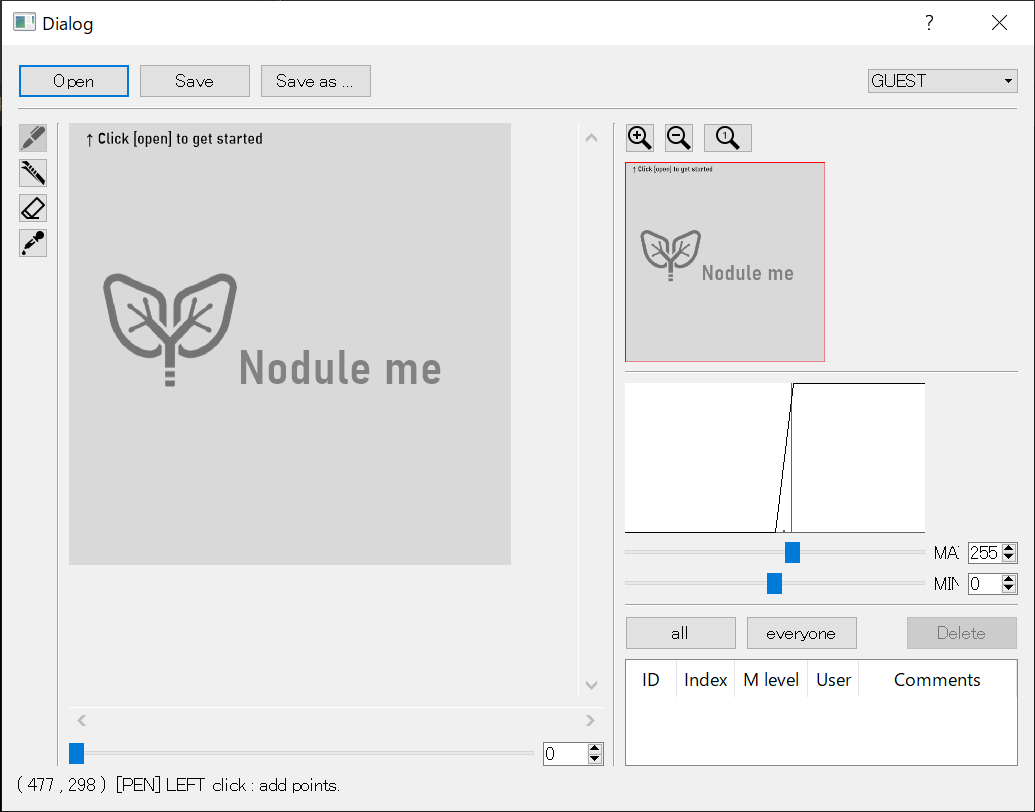 Dialog
?
Open
Save
Save as ...
GUEST
↑ Click [open] to get started
Nodule me
1
↑ Click [open] to get started
Nodule me
MA
255
MIN
0
all
everyone
Delete
ID
Index
M level
User
Comments
0
( 477 , 298 ) [PEN] LEFT click : add points.